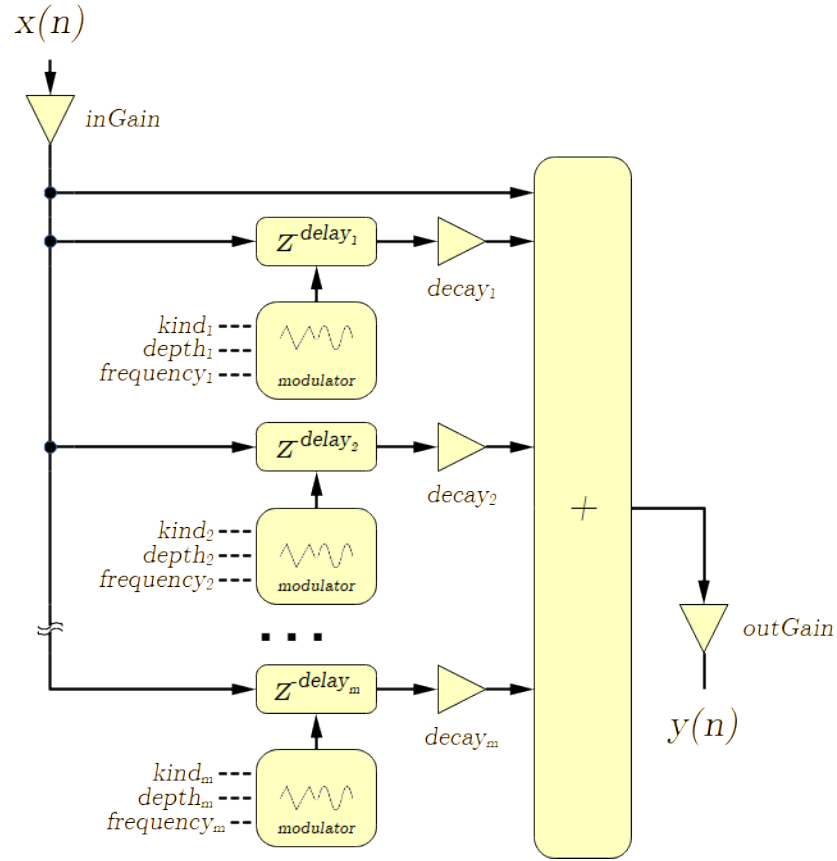 x(n)
inGain
z^-delay₁
decay₁
kind₁
depth₁
frequency₁
modulator
z^-delay₂
decay₂
+
kind₂
depth₂
frequency₂
modulator
outGain
...
z^-delayₘ
decayₘ
y(n)
kindₘ
depthₘ
frequencyₘ
modulator